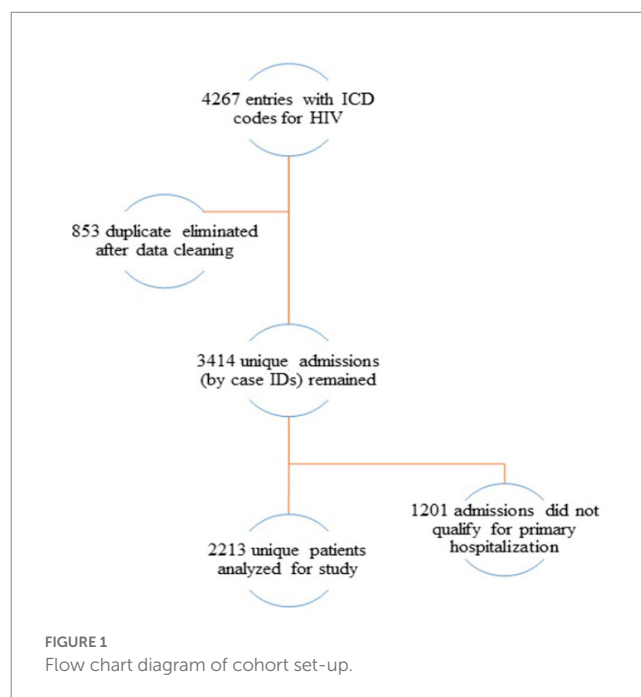 4267 entries with ICD
codes for HIV
853 duplicate eliminated
after data cleaning
3414 unique admissions
(by case IDs) remained
1201 admissions did not
qualify for primary
hospitalization
2213 unique patients
analyzed for study
FIGURE 1
Flow chart diagram of cohort set-up.